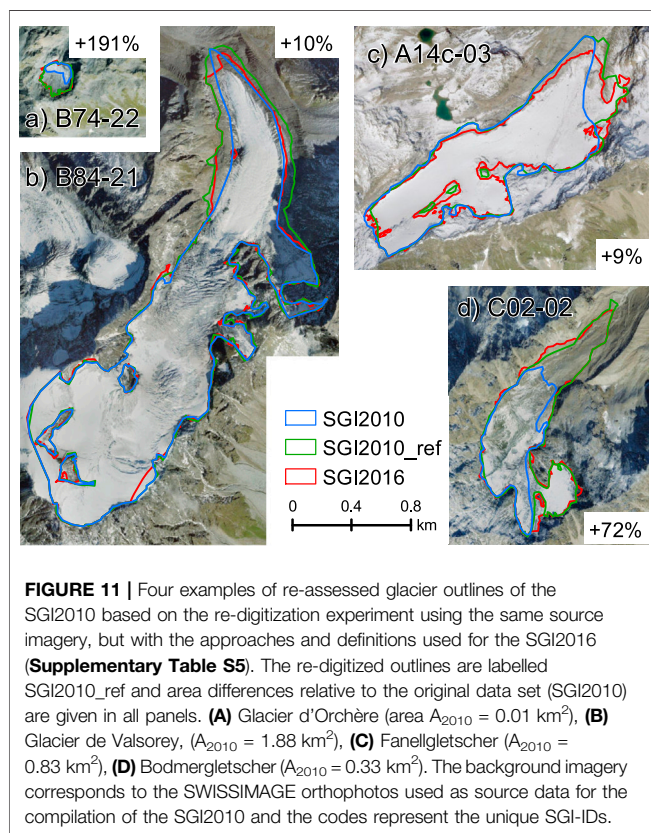 +191%
a) B74-22
+10%
b) B84-21
c) A14c-03
+9%
d) C02-02
+72%
SGI2010
SGI2010_ref
SGI2016
0 0.4 0.8
km
FIGURE 11 | Four examples of re-assessed glacier outlines of the
SGI2010 based on the re-digitization experiment using the same source
imagery, but with the approaches and definitions used for the SGI2016
(Supplementary Table S5). The re-digitized outlines are labelled
SGI2010_ref and area differences relative to the original data set (SGI2010)
are given in all panels. (A) Glacier d'Orchère (area A2010 = 0.01 km²), (B)
Glacier de Valsorey, (A2010 = 1.88 km²), (C) Fanellgletscher (A2010 =
0.83 km²), (D) Bodmergletscher (A2010 = 0.33 km²). The background imagery
corresponds to the SWISSIMAGE orthophotos used as source data for the
compilation of the SGI2010 and the codes represent the unique SGI-IDs.